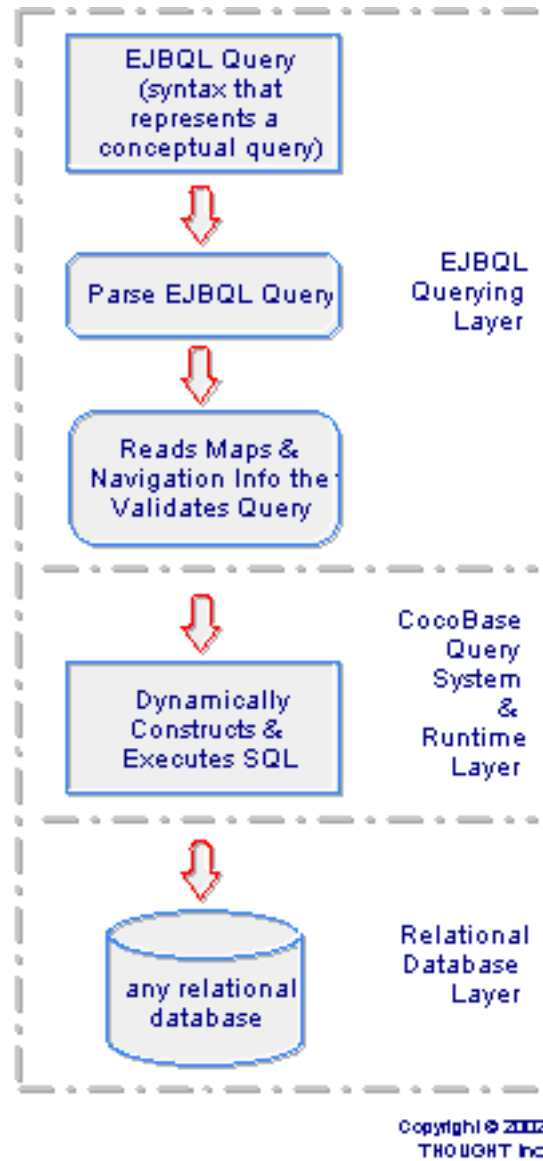 EJBQL Query
(syntax that
represents a
conceptual query)
Parse EJBQL Query
EJBQL
Querying
Layer
Reads Maps &
Navigation Info the
Validates Query
CocoBase
Query
System
&
Runtime
Layer
Dynamically
Constructs &
Executes SQL
any relational
database
Relational
Database
Layer
Copyright © 2002
THOUGHT Inc